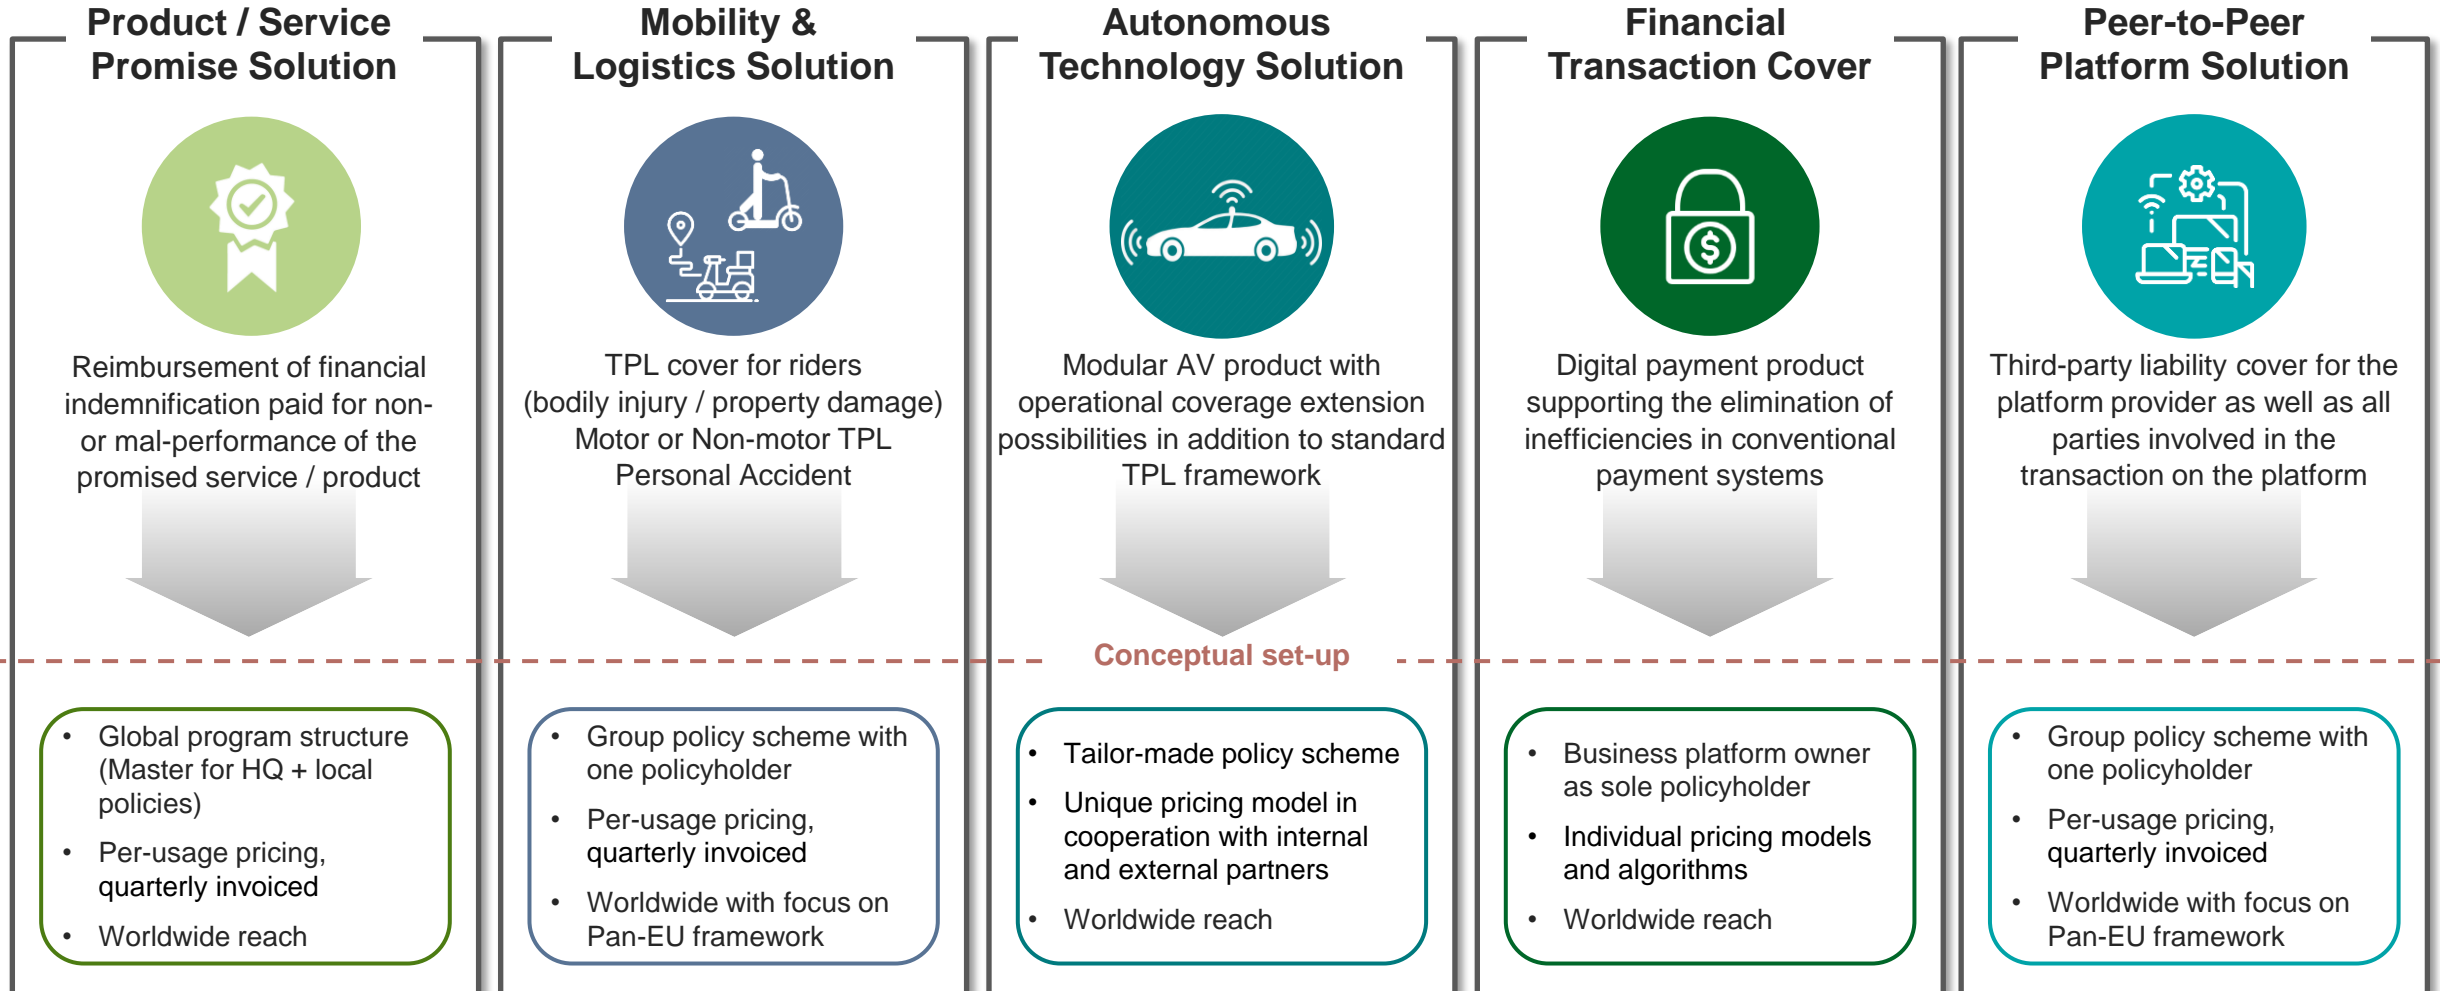 Product / Service
Promise Solution
Reimbursement of financial
indemnification paid for non-
or mal-performance of the
promised service / product
Mobility &
Logistics Solution
TPL cover for riders
(bodily injury / property damage)
Motor or Non-motor TPL
Personal Accident
Autonomous
Technology Solution
Modular AV product with
operational coverage extension
possibilities in addition to standard
TPL framework
Financial
Transaction Cover
$
Digital payment product
supporting the elimination of
inefficiencies in conventional
payment systems
Peer-to-Peer
Platform Solution
Third-party liability cover for the
platform provider as well as all
parties involved in the
transaction on the platform
Conceptual set-up
• Global program structure
(Master for HQ + local
policies)
• Per-usage pricing,
quarterly invoiced
• Worldwide reach
• Group policy scheme with
one policyholder
• Per-usage pricing,
quarterly invoiced
• Worldwide with focus on
Pan-EU framework
• Tailor-made policy scheme
• Unique pricing model in
cooperation with internal
and external partners
• Worldwide reach
• Business platform owner
as sole policyholder
• Individual pricing models
and algorithms
• Worldwide reach
• Group policy scheme with
one policyholder
• Per-usage pricing,
quarterly invoiced
• Worldwide with focus on
Pan-EU framework